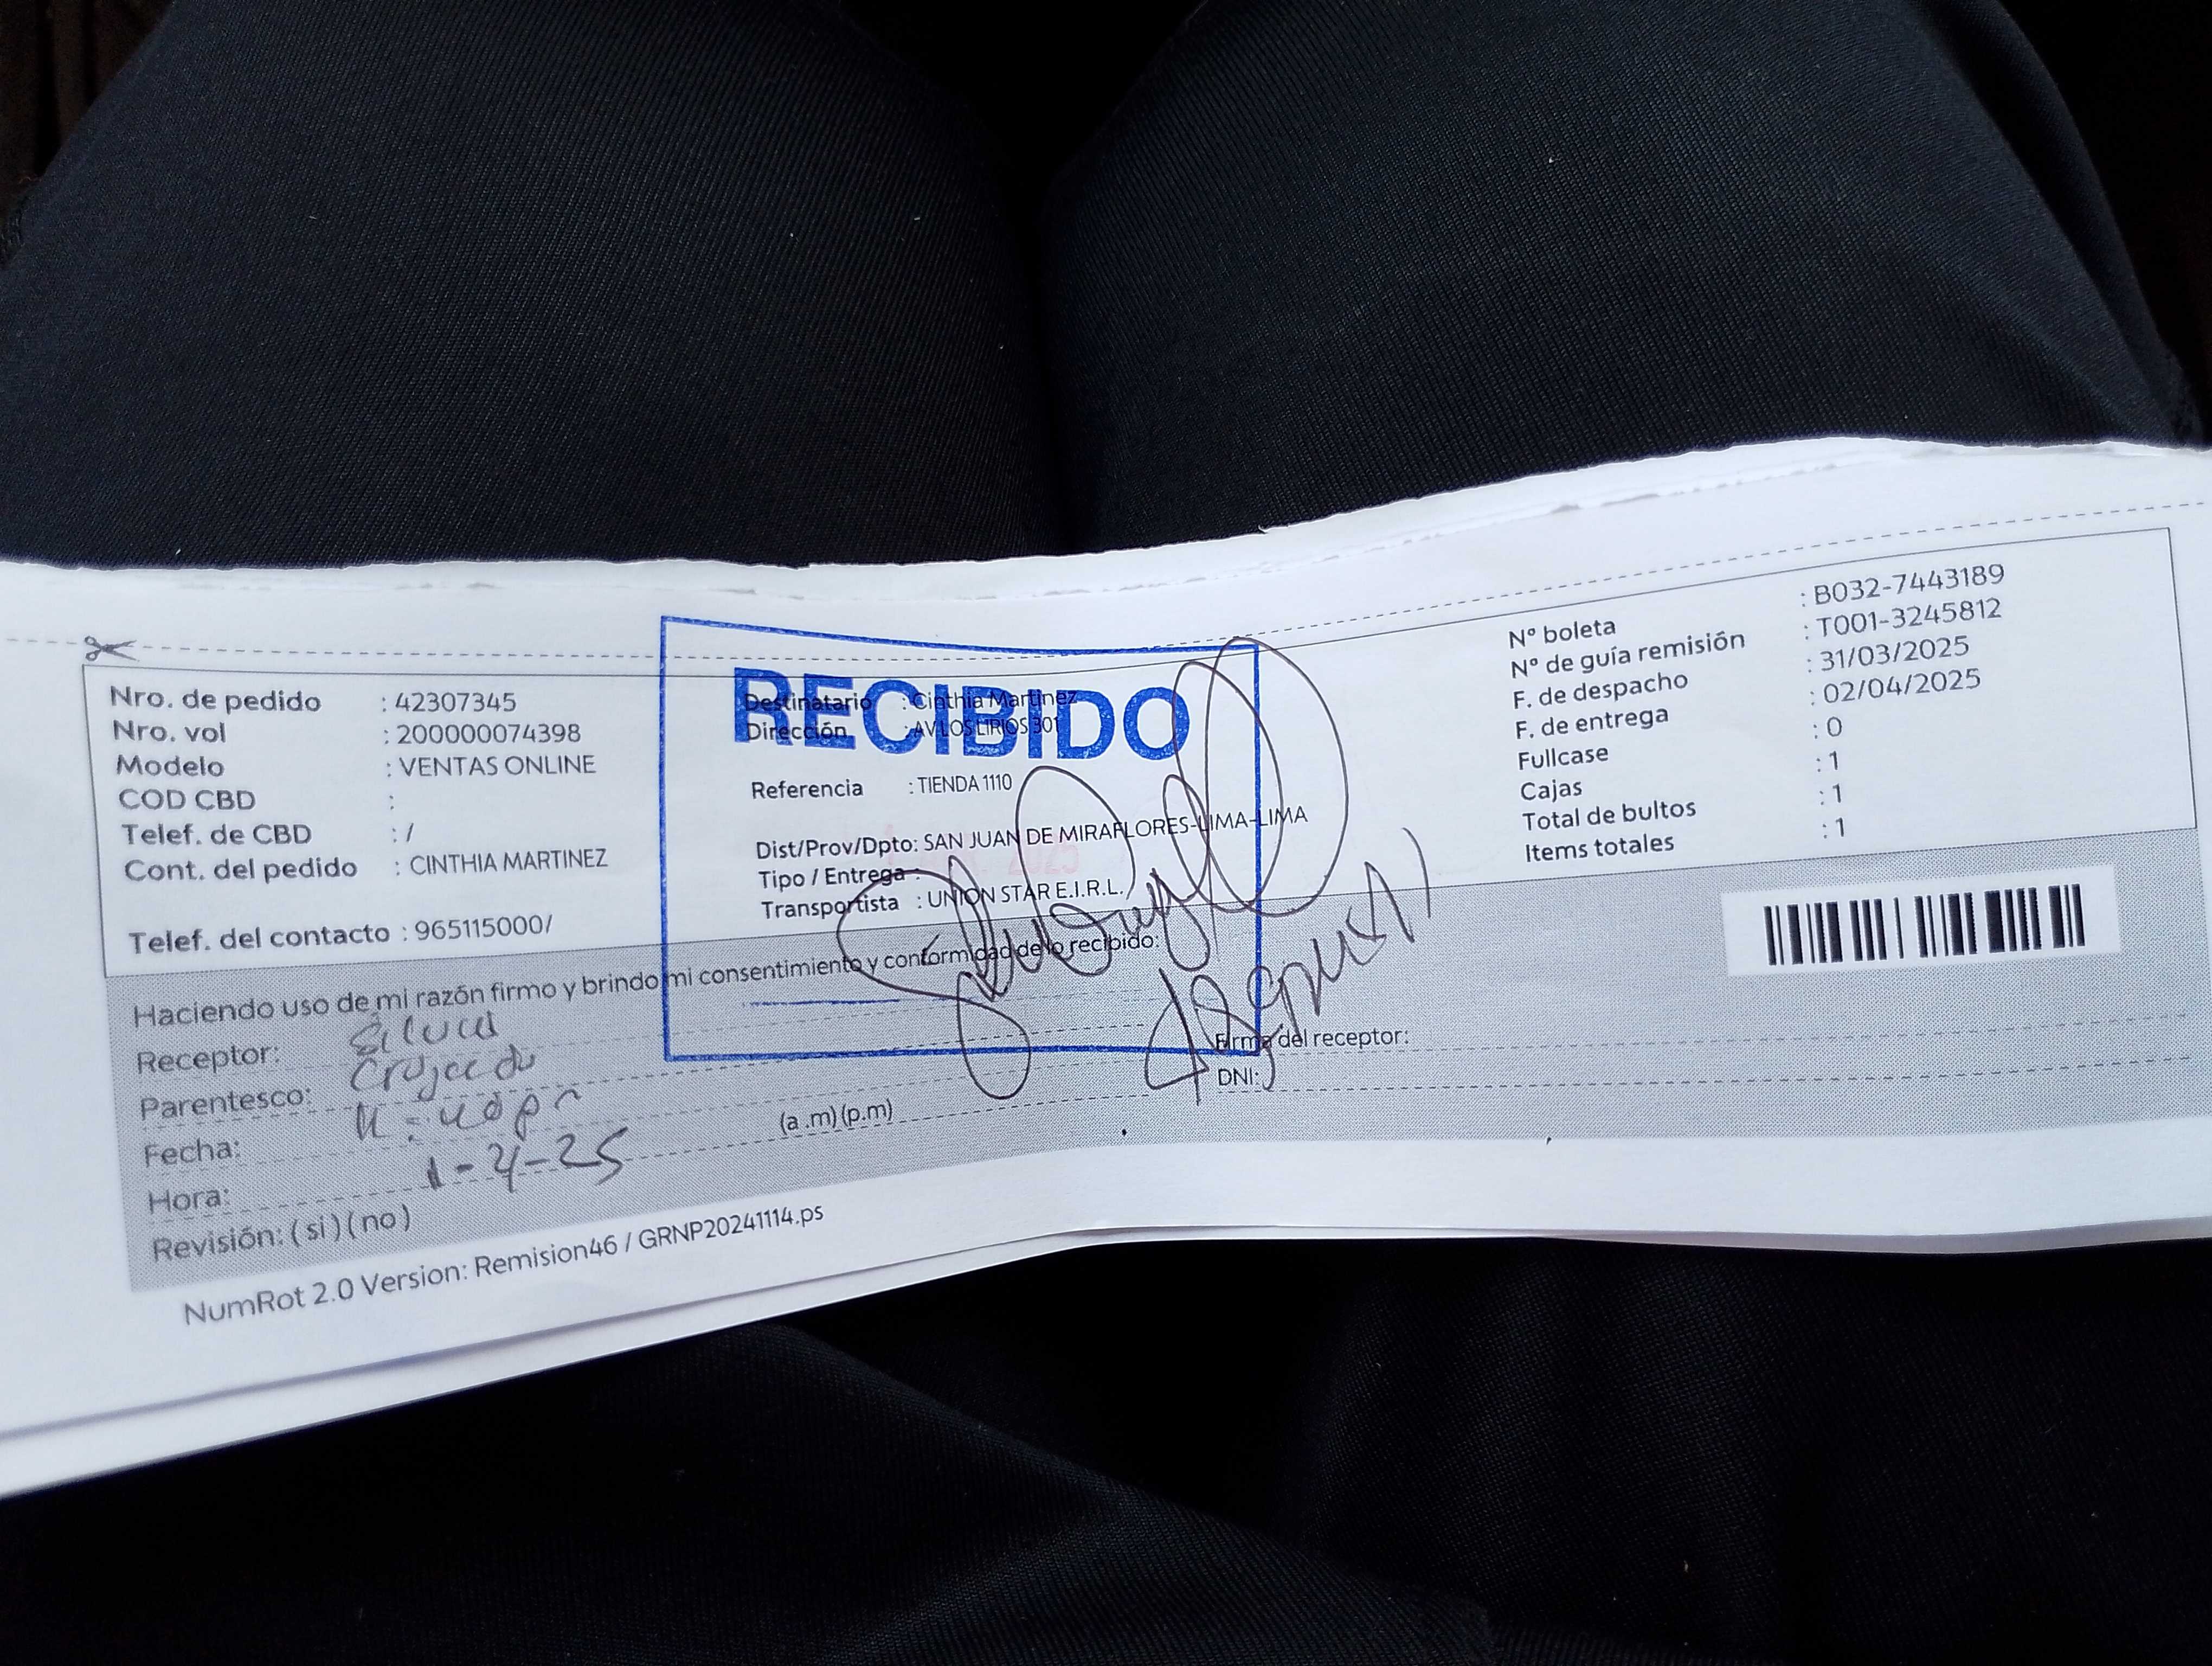 Nro. de pedido : 42307345
Nro. vol : 200000074398
Modelo : VENTAS ONLINE
COD CBD :
Telef. de CBD : /
Cont. del pedido : CINTHIA MARTINEZ
Telef. del contacto : 965115000/
RECIBIDO
Destinatario : Cinthia Martinez
Dirección : AV LOS LIRIOS 301
Referencia : TIENDA 1110
Dist/Prov/Dpto: SAN JUAN DE MIRAFLORES-LIMA-LIMA
Tipo / Entrega :
Transportista : UNION STAR E.I.R.L.
N° boleta : B032-7443189
N° de guía remisión : T001-3245812
F. de despacho : 31/03/2025
F. de entrega : 02/04/2025
Fullcase : 0
Cajas : 1
Total de bultos : 1
Items totales : 1
Haciendo uso de mi razón firmo y brindo mi consentimiento y conformidad de lo recibido:
Receptor:
Parentesco:
Fecha:
Hora: 1-4-25 (a.m)(p.m)
Revisión: (si)(no)
Firma del receptor:
DNI:
NumRot 2.0 Version: Remision46 / GRNP20241114.ps